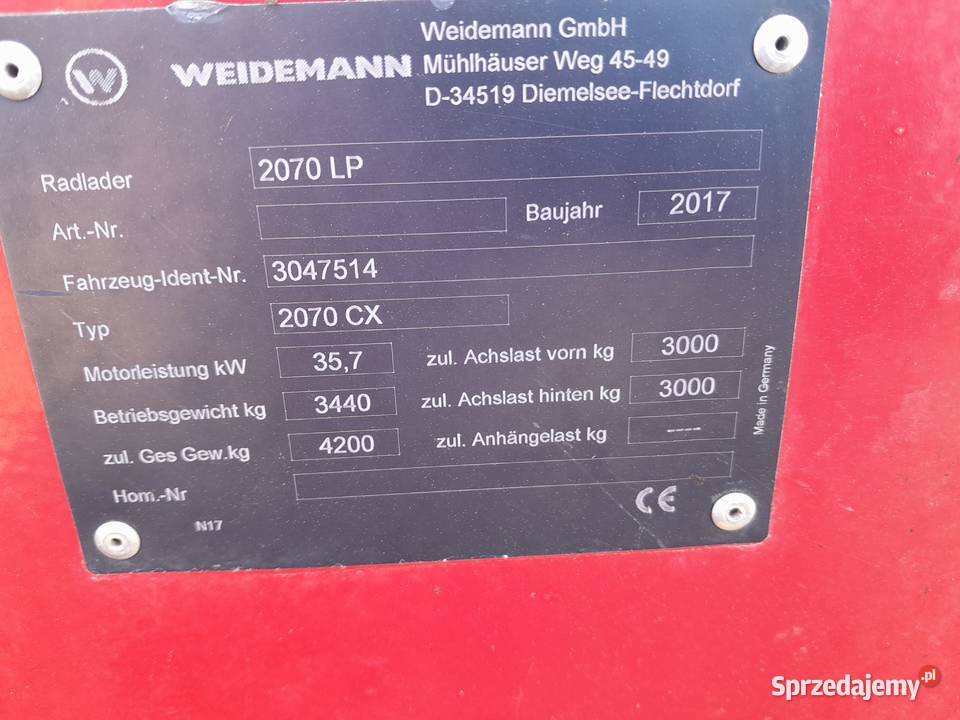 Weidemann GmbH
W WEIDEMANN Mühlhäuser Weg 45-49
D-34519 Diemelsee-Flechtdorf
Radlader 2070 LP
Art.-Nr. Baujahr 2017
Fahrzeug-Ident-Nr. 3047514
Typ 2070 CX
Motorleistung kW 35,7 zul. Achslast vorn kg 3000
Betriebsgewicht kg 3440 zul. Achslast hinten kg 3000
zul. Ges Gew.kg 4200 zul. Anhängelast kg ----
Hom.-Nr
N17 CE
Made in Germany
Sprzedajemy.pl